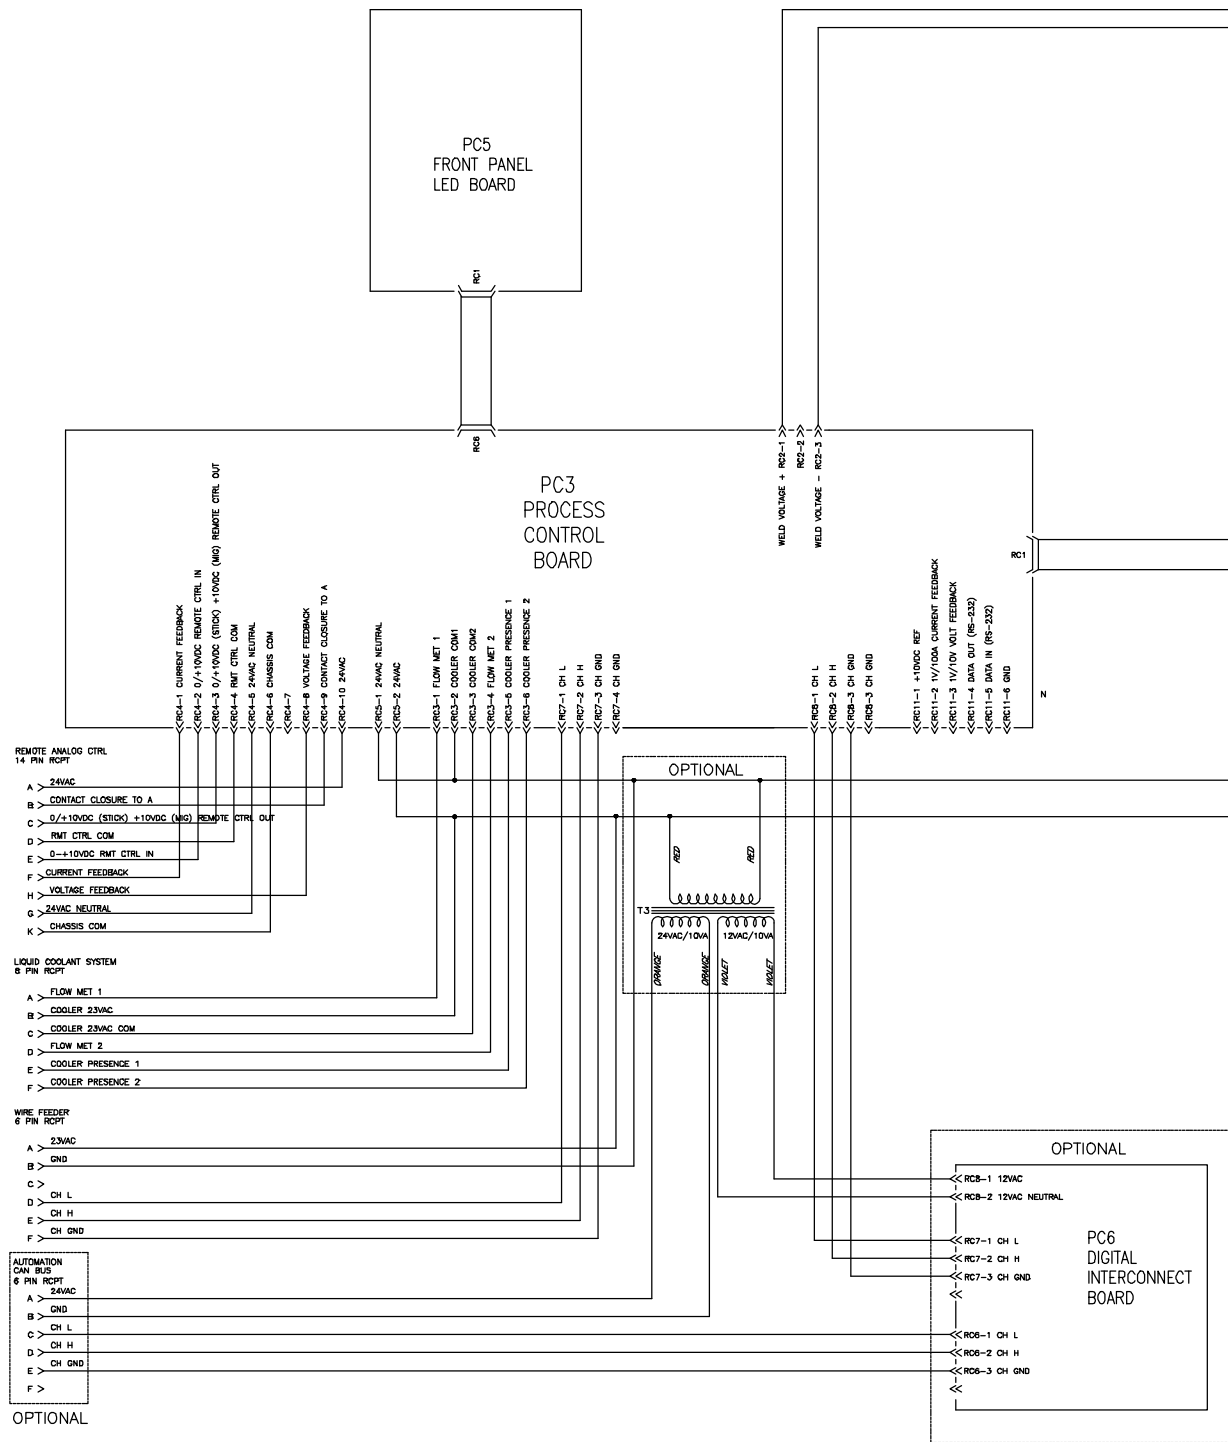 PC5
FRONT PANEL
LED BOARD
RC1
RC6
PC3
PROCESS
CONTROL
BOARD
WELD VOLTAGE + RC2-1
RC2-2
WELD VOLTAGE - RC2-3
RC1
RC4-1 CURRENT FEEDBACK
RC4-2 0/+10VDC REMOTE CTRL IN
RC4-3 0/+10VDC (STICK) +10VDC (MIG) REMOTE CTRL OUT
RC4-4 RMT CTRL COM
RC4-5 24VAC NEUTRAL
RC4-6 CHASSIS COM
RC4-7
RC4-8 VOLTAGE FEEDBACK
RC4-9 CONTACT CLOSURE TO A
RC4-10 24VAC
RC5-1 24VAC NEUTRAL
RC5-2 24VAC
RC3-1 FLOW MET 1
RC3-2 COOLER COM1
RC3-3 COOLER COM2
RC3-4 FLOW MET 2
RC3-5 COOLER PRESENCE 1
RC3-6 COOLER PRESENCE 2
RC7-1 CH L
RC7-2 CH H
RC7-3 CH GND
RC7-4 CH GND
RC8-1 CH L
RC8-2 CH H
RC8-3 CH GND
RC8-3 CH GND
RC11-1 +10VDC REF
RC11-2 1V/100A CURRENT FEEDBACK
RC11-3 1V/10V VOLT FEEDBACK
RC11-4 DATA OUT (RS-232)
RC11-5 DATA IN (RS-232)
RC11-6 GND
N
REMOTE ANALOG CTRL
14 PIN RCPT
A 24VAC
B CONTACT CLOSURE TO A
C 0/+10VDC (STICK) +10VDC (MIG) REMOTE CTRL OUT
D RMT CTRL COM
E 0-+10VDC RMT CTRL IN
F CURRENT FEEDBACK
H VOLTAGE FEEDBACK
G 24VAC NEUTRAL
K CHASSIS COM
OPTIONAL
RED
RED
T3
24VAC/10VA
12VAC/10VA
ORANGE
ORANGE
VIOLET
VIOLET
LIQUID COOLANT SYSTEM
8 PIN RCPT
A FLOW MET 1
B COOLER 23VAC
C COOLER 23VAC COM
D FLOW MET 2
E COOLER PRESENCE 1
F COOLER PRESENCE 2
WIRE FEEDER
6 PIN RCPT
A 23VAC
B GND
C
D CH L
E CH H
F CH GND
AUTOMATION
CAN BUS
6 PIN RCPT
A 24VAC
B GND
C CH L
D CH H
E CH GND
F
OPTIONAL
OPTIONAL
RC8-1 12VAC
RC8-2 12VAC NEUTRAL
RC7-1 CH L
RC7-2 CH H
RC7-3 CH GND
RC6-1 CH L
RC6-2 CH H
RC6-3 CH GND
PC6
DIGITAL
INTERCONNECT
BOARD